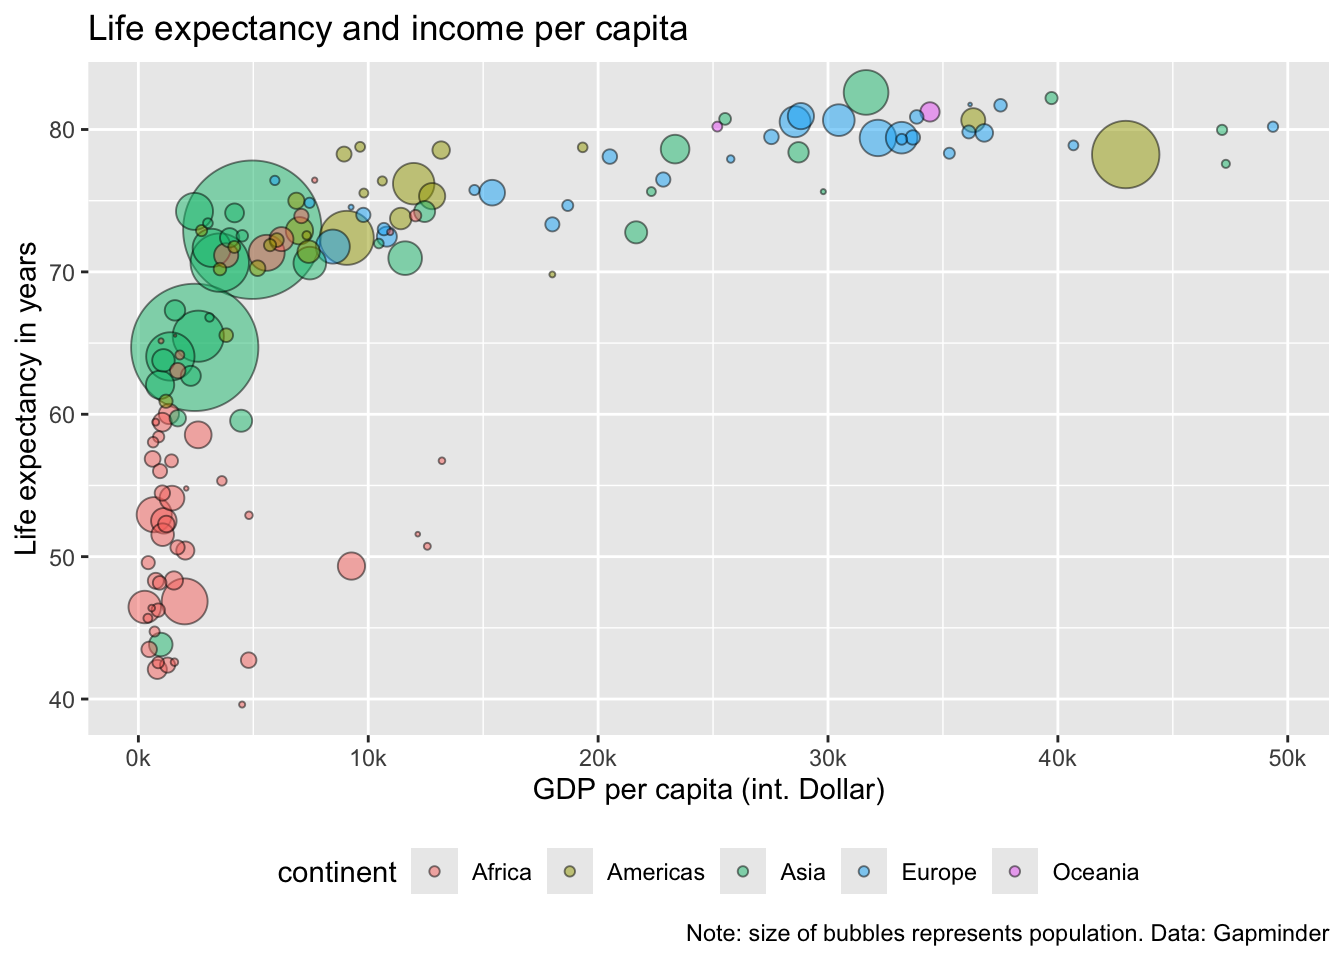 Life expectancy and income per capita
Life expectancy in years
80
70
60
50
40
0k 10k 20k 30k 40k 50k
GDP per capita (int. Dollar)
continent Africa Americas Asia Europe Oceania
Note: size of bubbles represents population. Data: Gapminder